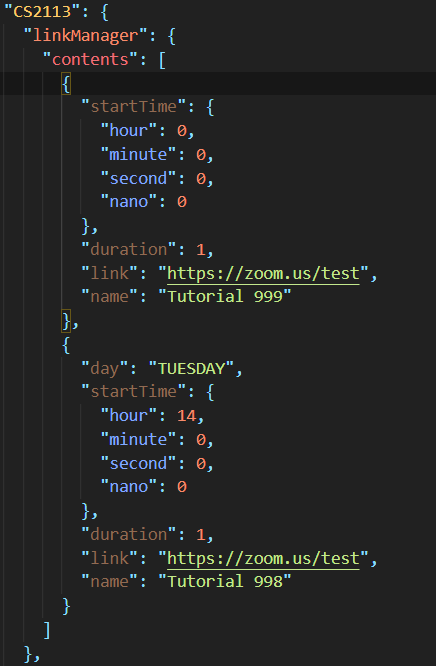 "CS2113": {
"linkManager": {
"contents": [
{
"startTime": {
"hour": 0,
"minute": 0,
"second": 0,
"nano": 0
},
"duration": 1,
"link": "https://zoom.us/test",
"name": "Tutorial 999"
},
{
"day": "TUESDAY",
"startTime": {
"hour": 14,
"minute": 0,
"second": 0,
"nano": 0
},
"duration": 1,
"link": "https://zoom.us/test",
"name": "Tutorial 998"
}
]
},